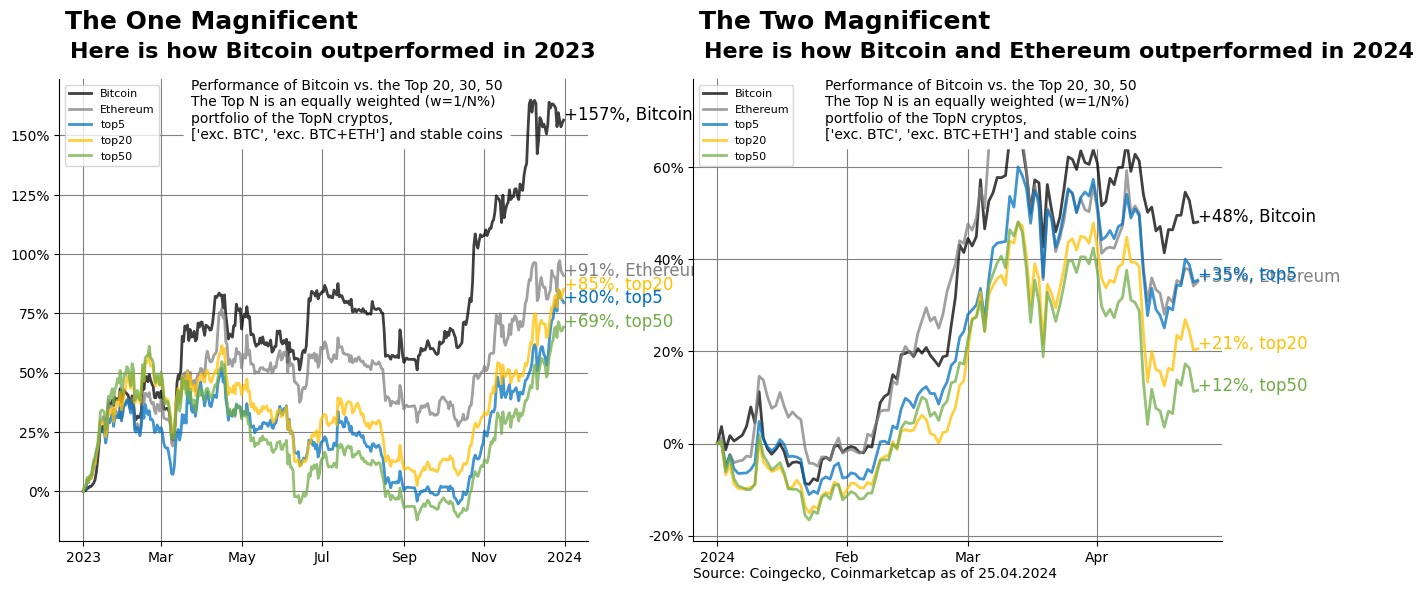 The One Magnificent
Here is how Bitcoin outperformed in 2023
Performance of Bitcoin vs. the Top 20, 30, 50
The Top N is an equally weighted (w=1/N%)
portfolio of the TopN cryptos,
['exc. BTC', 'exc. BTC+ETH'] and stable coins
Bitcoin
Ethereum
top5
top20
top50
150%
125%
100%
75%
50%
25%
0%
+157%, Bitcoin
+91%, Ethereum
+85%, top20
+80%, top5
+69%, top50
2023
Mar
May
Jul
Sep
Nov
2024
The Two Magnificent
Here is how Bitcoin and Ethereum outperformed in 2024
Performance of Bitcoin vs. the Top 20, 30, 50
The Top N is an equally weighted (w=1/N%)
portfolio of the TopN cryptos,
['exc. BTC', 'exc. BTC+ETH'] and stable coins
Bitcoin
Ethereum
top5
top20
top50
60%
40%
20%
0%
-20%
+48%, Bitcoin
+35%, top5
+35%, Ethereum
+21%, top20
+12%, top50
2024
Feb
Mar
Apr
Source: Coingecko, Coinmarketcap as of 25.04.2024